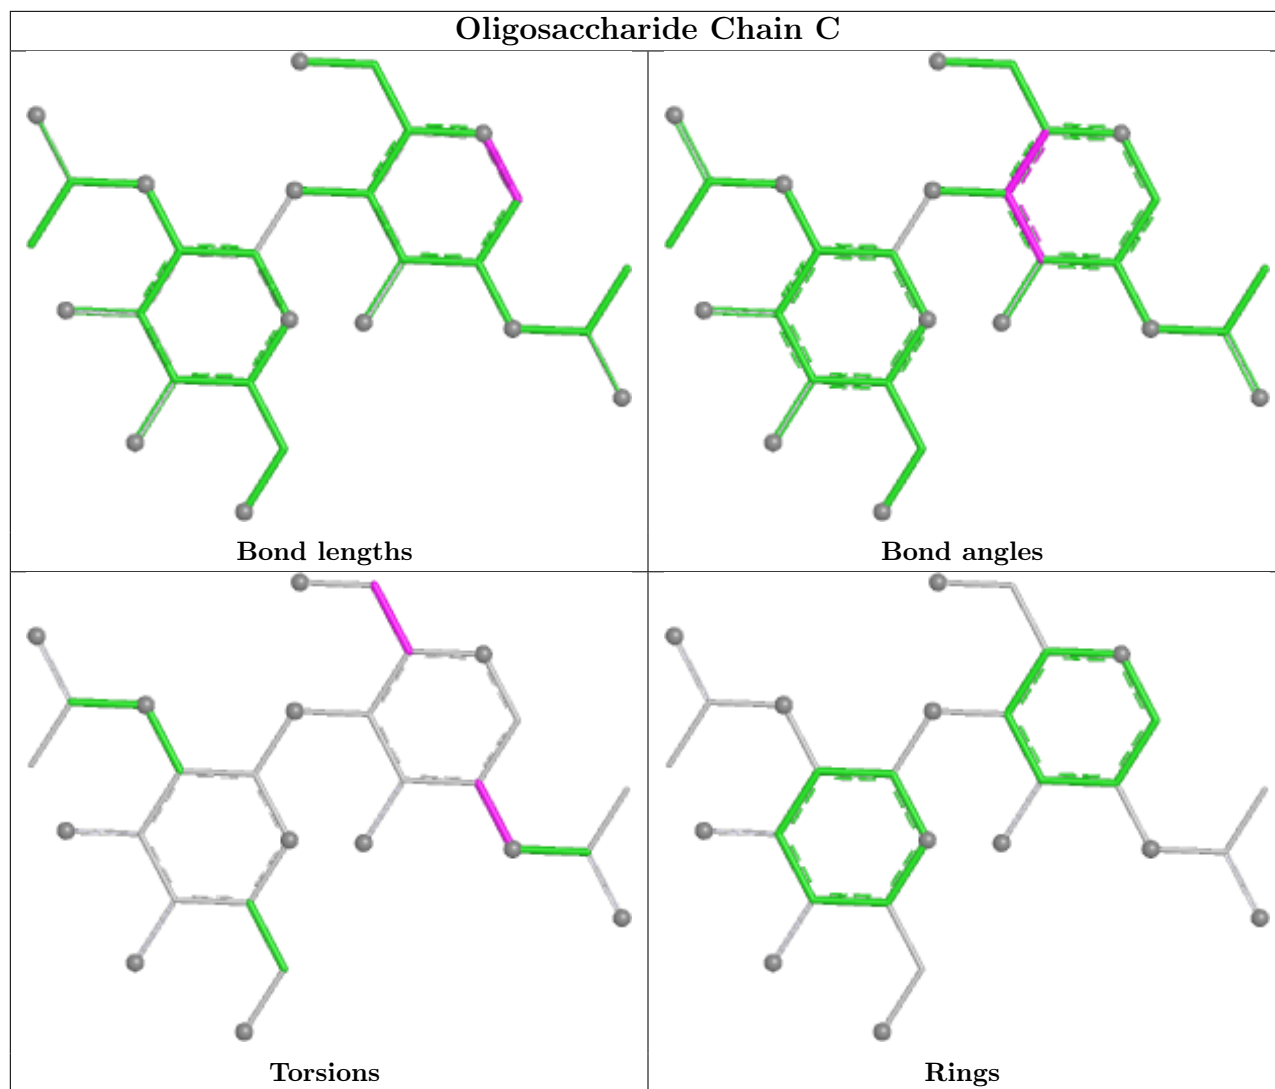 Oligosaccharide Chain C
Bond lengths
Bond angles
Torsions
Rings